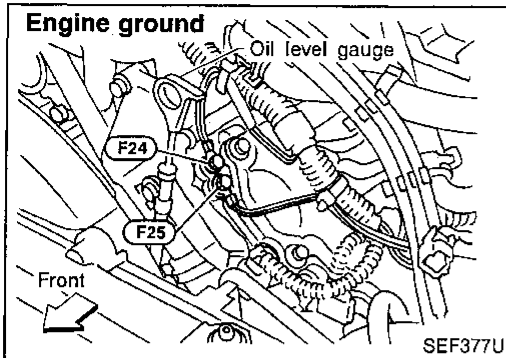 Engine ground
Oil level gauge
F24
F25
Front
SEF377U